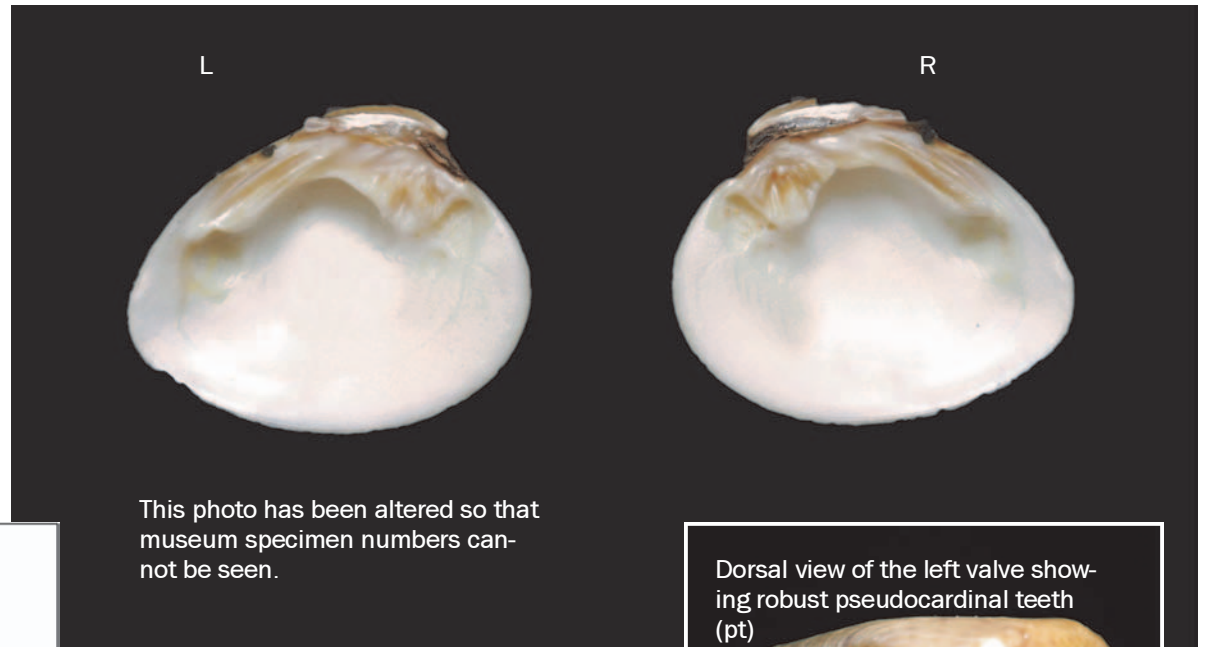 L
R
This photo has been altered so that
museum specimen numbers can-
not be seen.
Dorsal view of the left valve show-
ing robust pseudocardinal teeth
(pt)